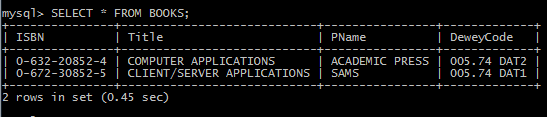 mysql> SELECT * FROM BOOKS;
+---------------+----------------------------+----------------+-------------+
| ISBN          | Title                      | PName          | DeweyCode   |
+---------------+----------------------------+----------------+-------------+
| 0-632-20852-4 | COMPUTER APPLICATIONS      | ACADEMIC PRESS | 005.74 DAT2 |
| 0-672-30852-5 | CLIENT/SERVER APPLICATIONS | SAMS           | 005.74 DAT1 |
+---------------+----------------------------+----------------+-------------+
2 rows in set (0.45 sec)